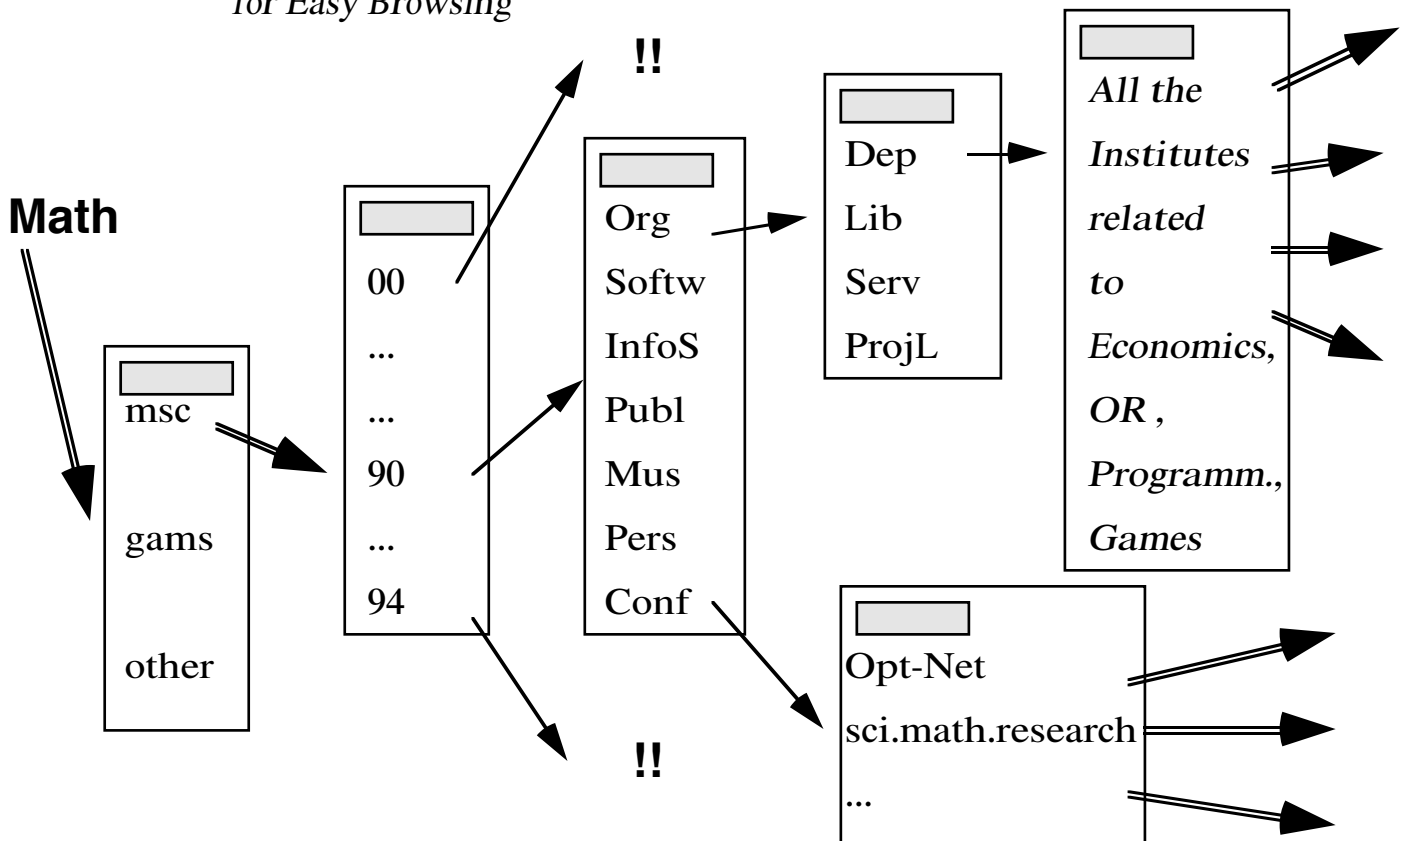 for Easy Browsing
!!
Math
msc
gams
other
00
...
...
90
...
94
Org
Softw
InfoS
Publ
Mus
Pers
Conf
Dep
Lib
Serv
ProjL
All the
Institutes
related
to
Economics,
OR ,
Programm.,
Games
Opt-Net
sci.math.research
...
!!